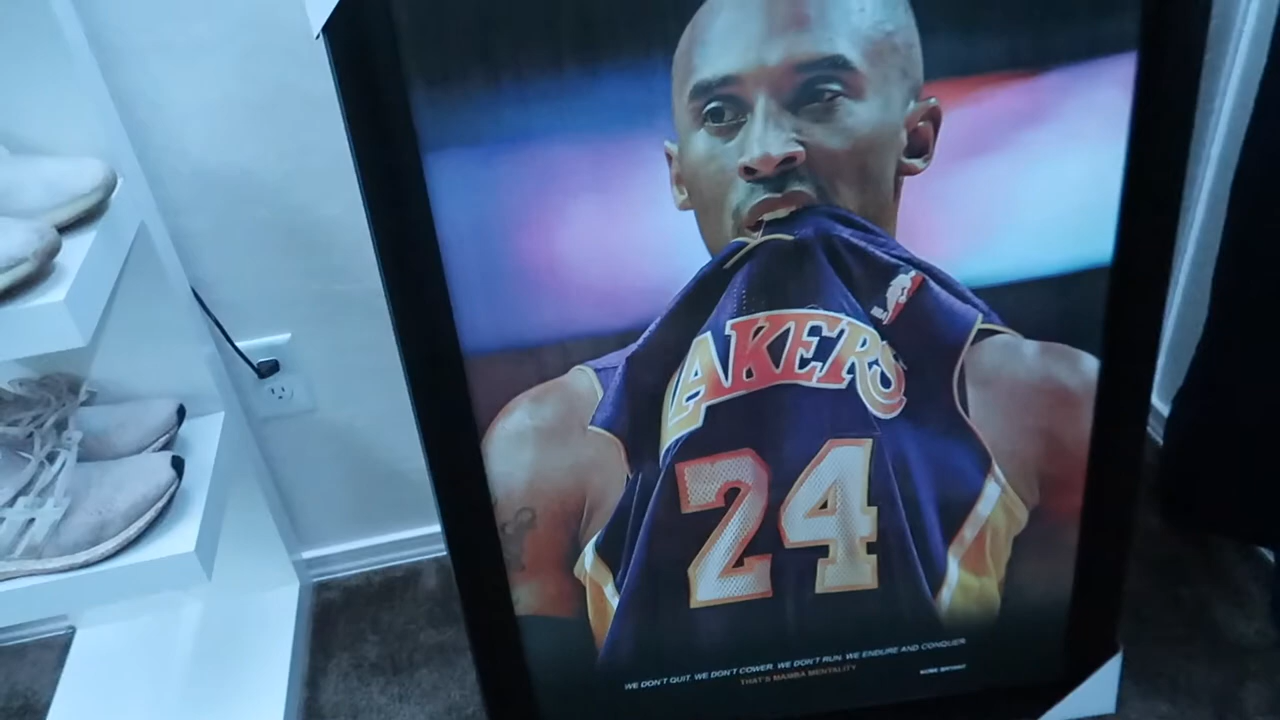 LAKERS
24
WE DON'T QUIT. WE DON'T COWER. WE DON'T RUN. WE ENDURE AND CONQUER.
THAT'S MAMBA MENTALITY
KOBE BRYANT